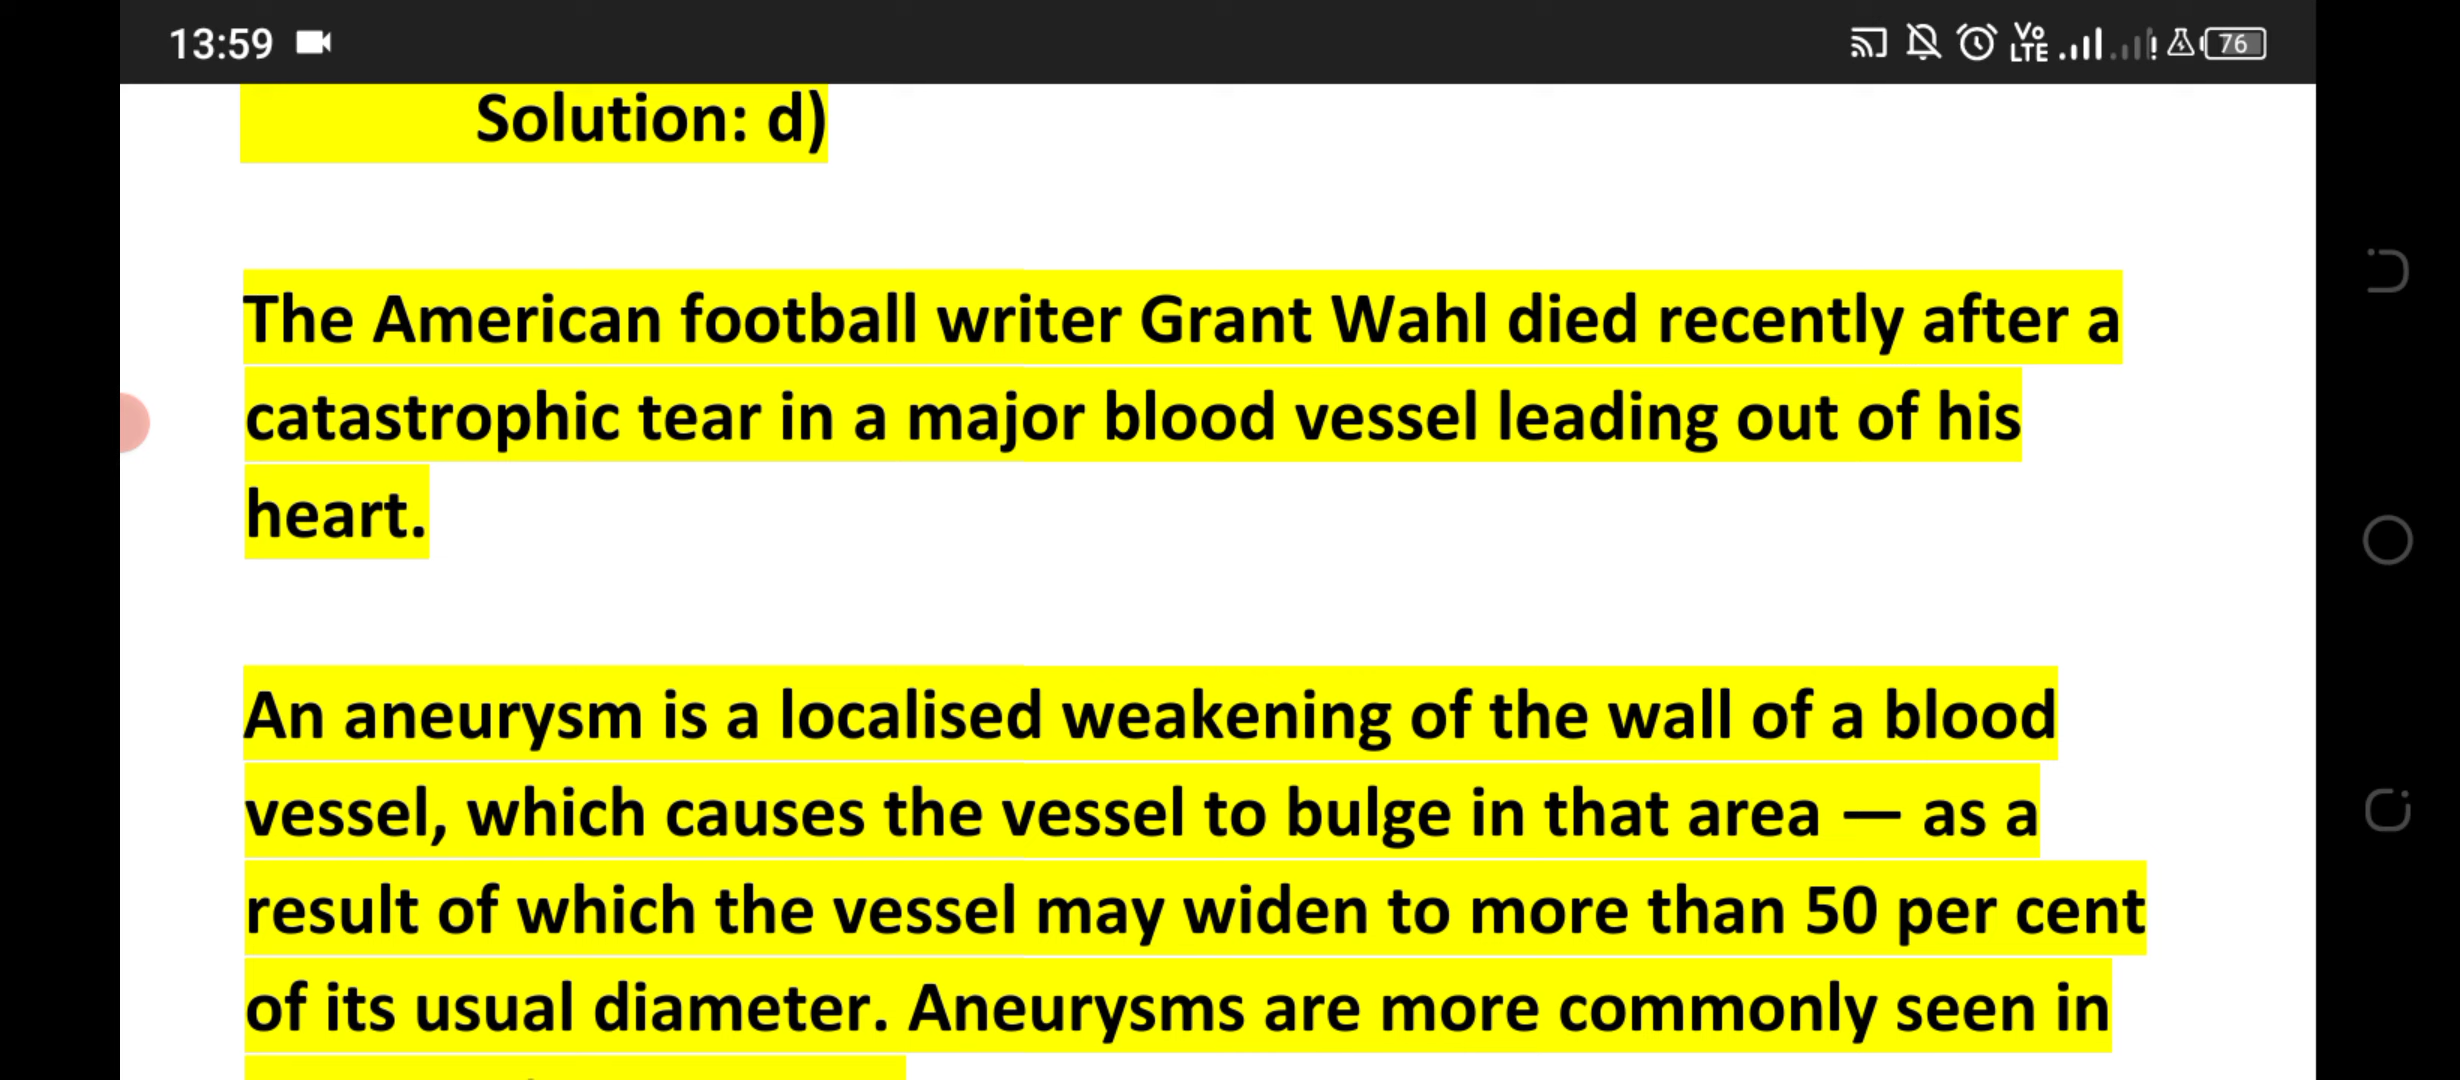 13:59
Vo
LTE
76
Solution: d)
The American football writer Grant Wahl died recently after a
catastrophic tear in a major blood vessel leading out of his
heart.
An aneurysm is a localised weakening of the wall of a blood
vessel, which causes the vessel to bulge in that area — as a
result of which the vessel may widen to more than 50 per cent
of its usual diameter. Aneurysms are more commonly seen in